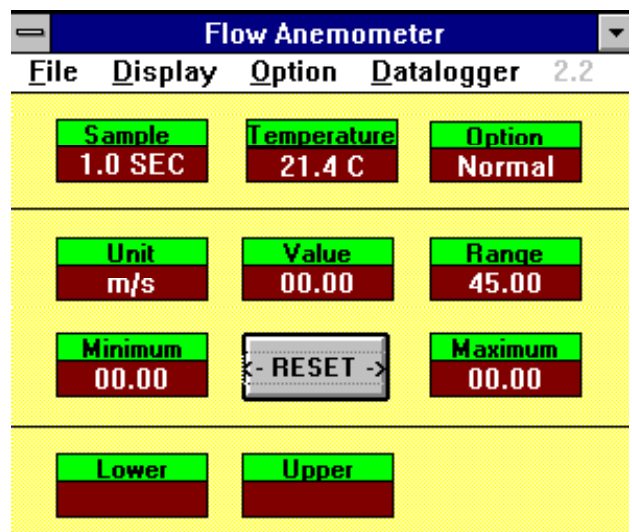 Flow Anemometer
File Display Option Datalogger 2.2
Sample Temperature Option
1.0 SEC 21.4 C Normal
Unit Value Range
m/s 00.00 45.00
Minimum <- RESET -> Maximum
00.00 00.00
Lower Upper